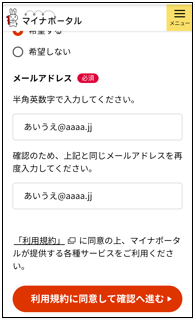 マイナポータル
メニュー
希望する
希望しない
メールアドレス 必須
半角英数字で入力してください。
あいうえ@aaaa.jj
確認のため、上記と同じメールアドレスを再
度入力してください。
あいうえ@aaaa.jj
「利用規約」 に同意の上、マイナポータ
ルが提供する各種サービスをご利用くださ
い。
利用規約に同意して確認へ進む